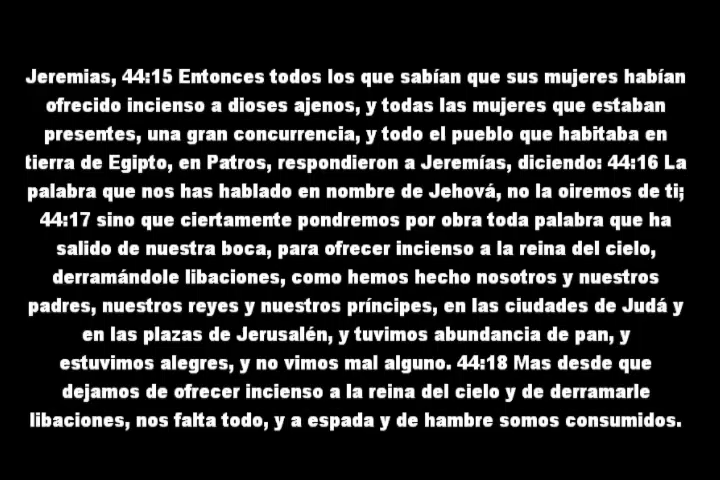 Jeremias, 44:15 Entonces todos los que sabían que sus mujeres habían
ofrecido incienso a dioses ajenos, y todas las mujeres que estaban
presentes, una gran concurrencia, y todo el pueblo que habitaba en
tierra de Egipto, en Patros, respondieron a Jeremías, diciendo: 44:16 La
palabra que nos has hablado en nombre de Jehová, no la oiremos de ti;
44:17 sino que ciertamente pondremos por obra toda palabra que ha
salido de nuestra boca, para ofrecer incienso a la reina del cielo,
derramándole libaciones, como hemos hecho nosotros y nuestros
padres, nuestros reyes y nuestros príncipes, en las ciudades de Judá y
en las plazas de Jerusalén, y tuvimos abundancia de pan, y
estuvimos alegres, y no vimos mal alguno. 44:18 Mas desde que
dejamos de ofrecer incienso a la reina del cielo y de derramarle
libaciones, nos falta todo, y a espada y de hambre somos consumidos.